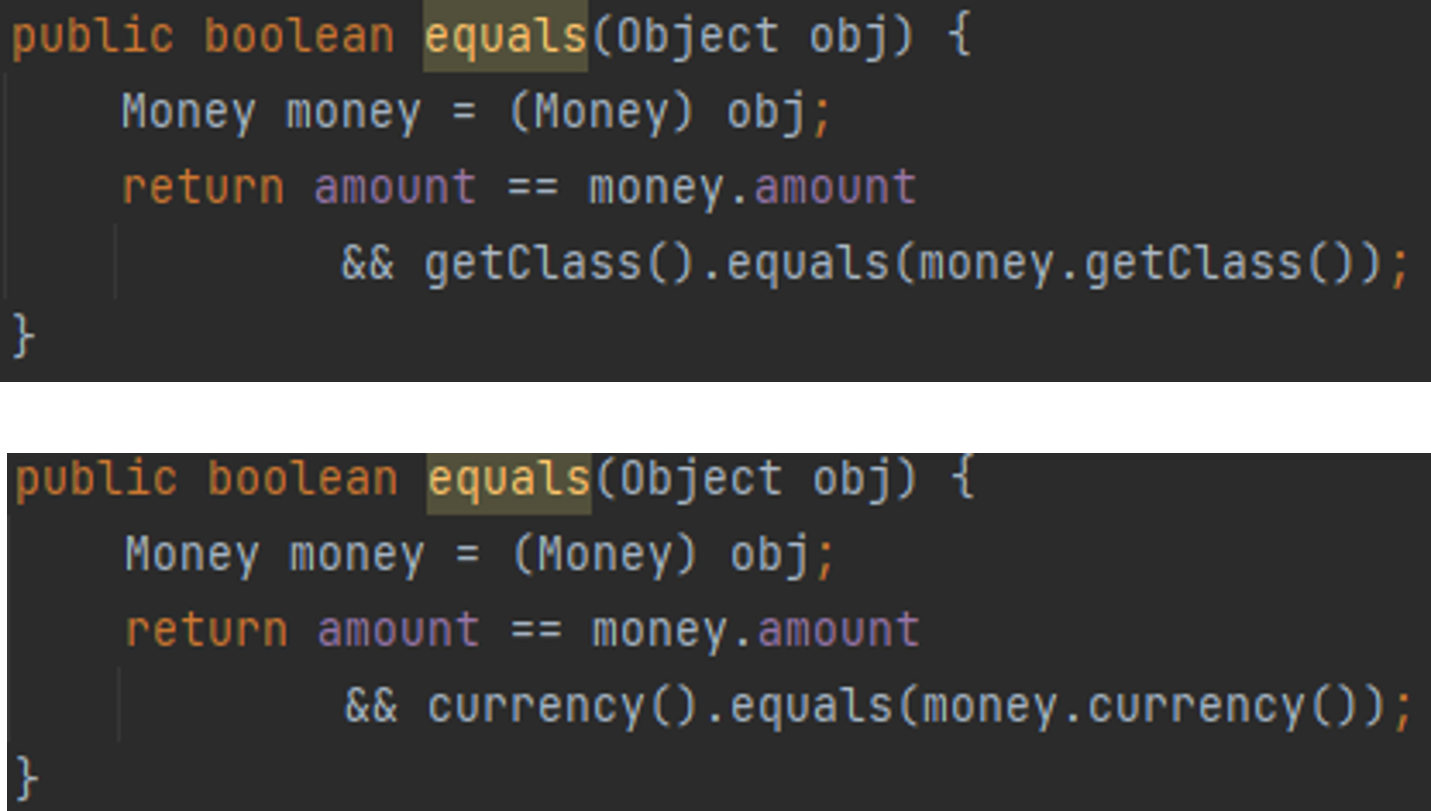 public boolean equals(Object obj) {
    Money money = (Money) obj;
    return amount == money.amount
            && getClass().equals(money.getClass());
}
public boolean equals(Object obj) {
    Money money = (Money) obj;
    return amount == money.amount
            && currency().equals(money.currency());
}